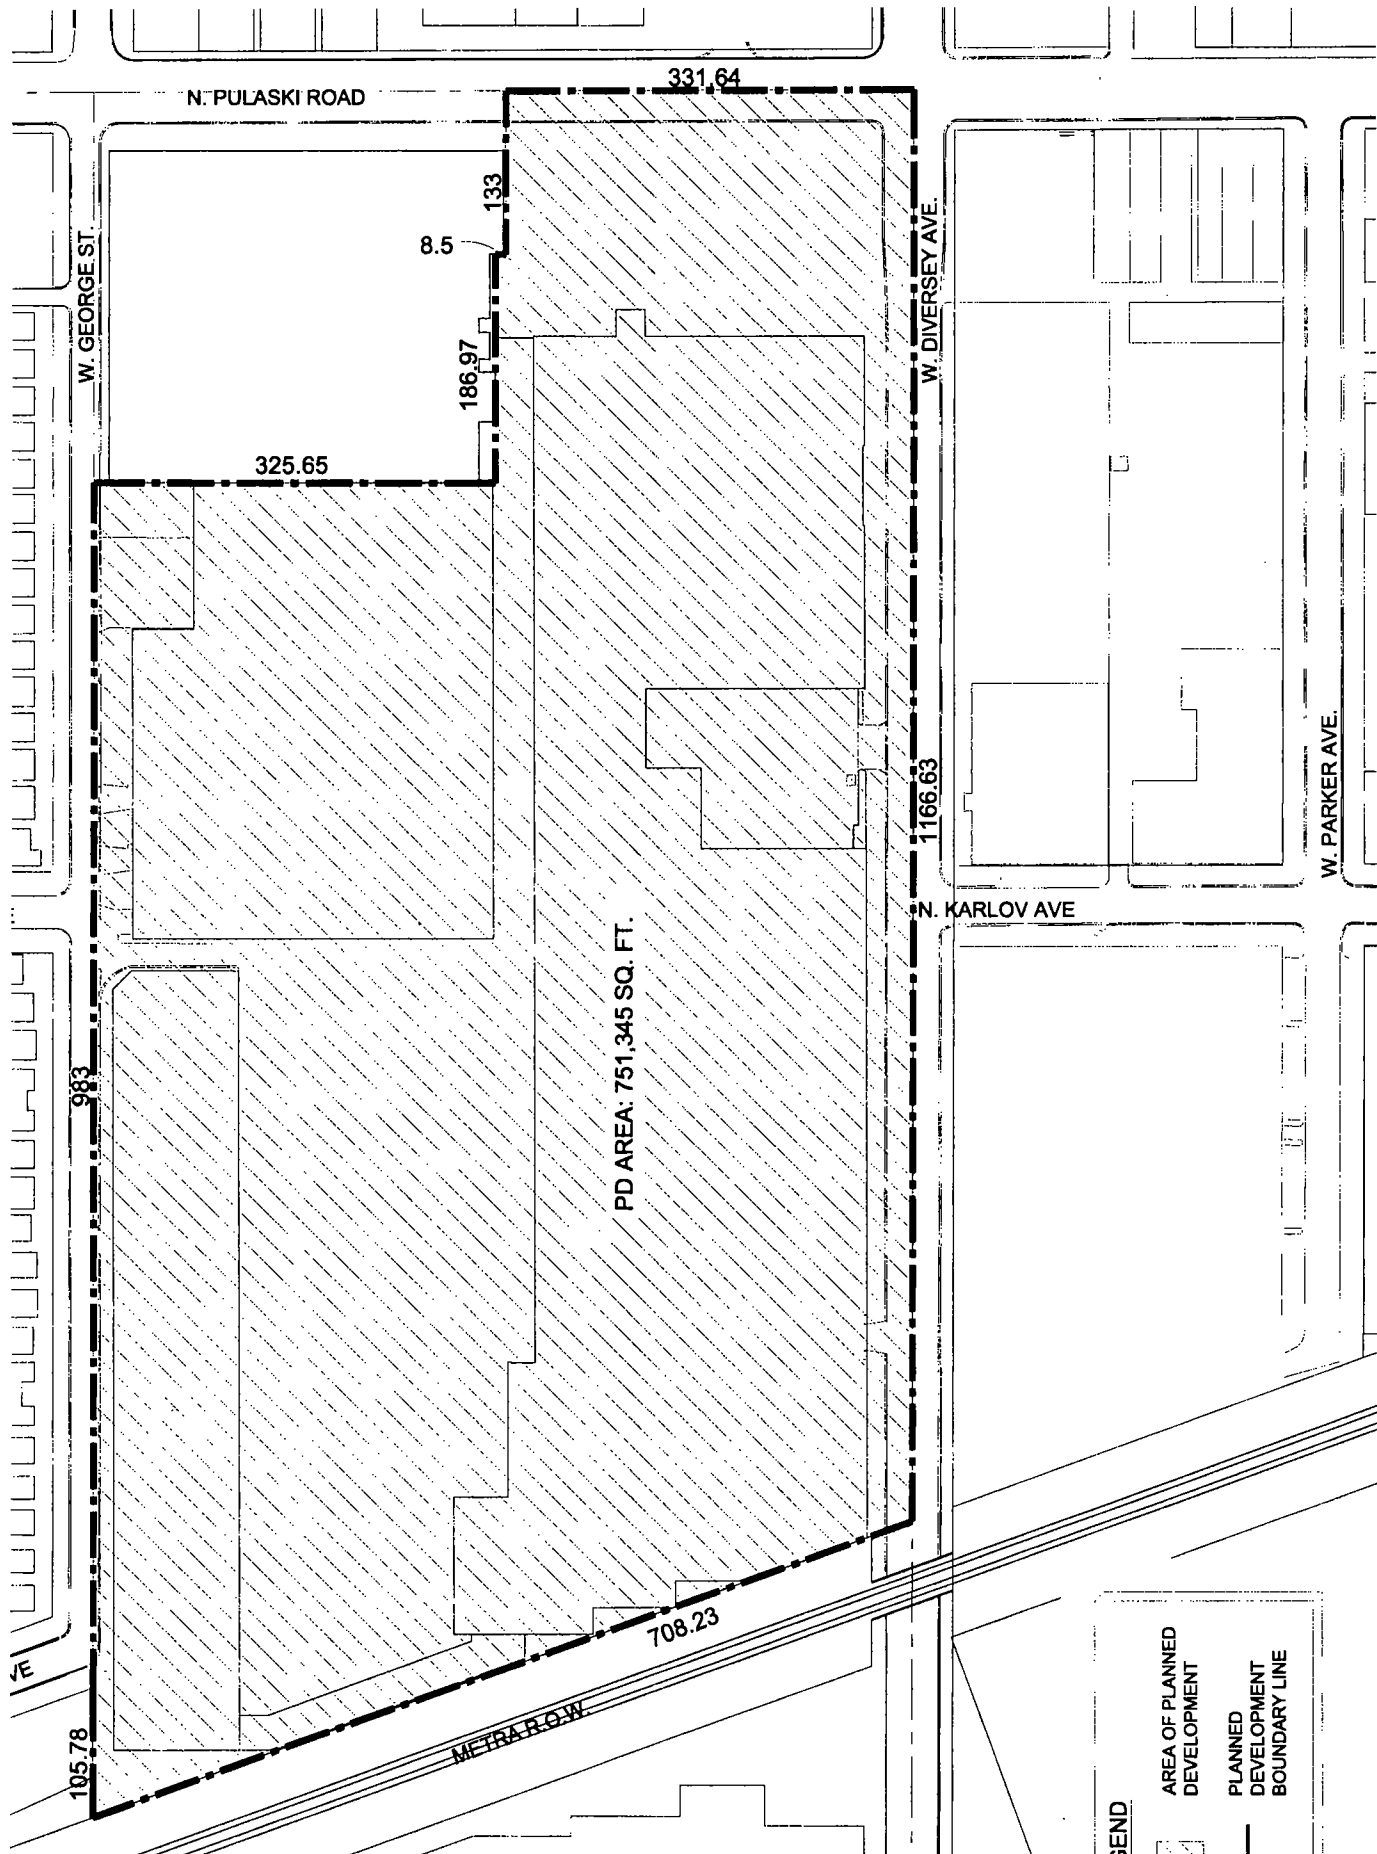 331.64
N. PULASKI ROAD
133
8.5
W. GEORGE ST.
W. DIVERSEY AVE.
186.97
325.65
1166.63
W. PARKER AVE.
N. KARLOV AVE
PD AREA: 751,345 SQ. FT.
983
708.23
METRA R.O.W.
VE
105.78
GEND
AREA OF PLANNED
DEVELOPMENT
PLANNED
DEVELOPMENT
BOUNDARY LINE